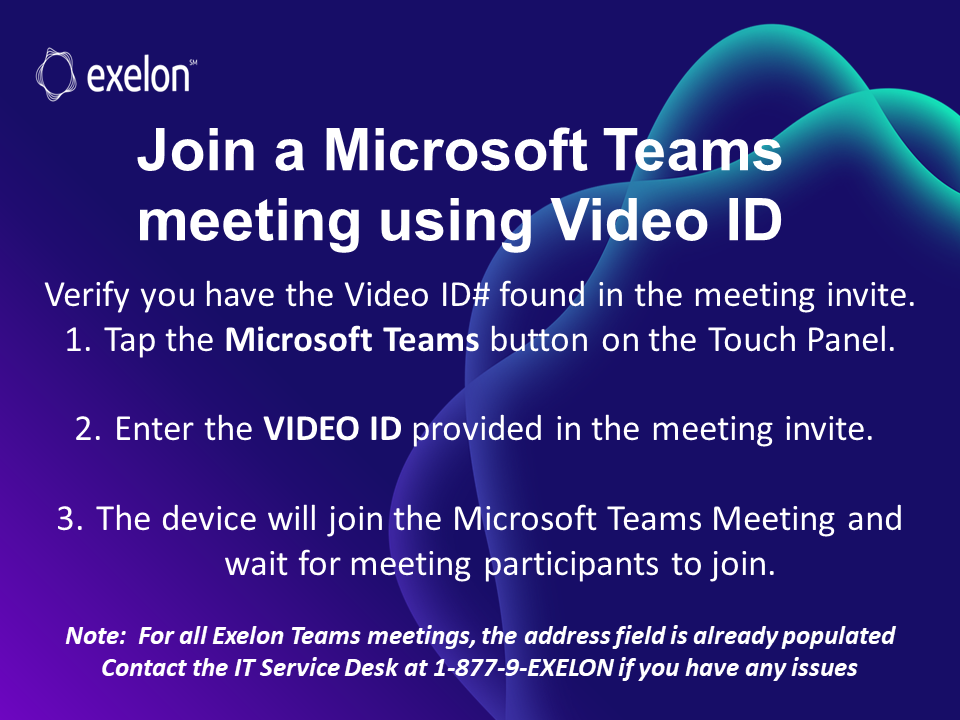 exelon℠
Join a Microsoft Teams
meeting using Video ID
Verify you have the Video ID# found in the meeting invite.
1. Tap the Microsoft Teams button on the Touch Panel.
2. Enter the VIDEO ID provided in the meeting invite.
3. The device will join the Microsoft Teams Meeting and
wait for meeting participants to join.
Note:  For all Exelon Teams meetings, the address field is already populated
Contact the IT Service Desk at 1-877-9-EXELON if you have any issues